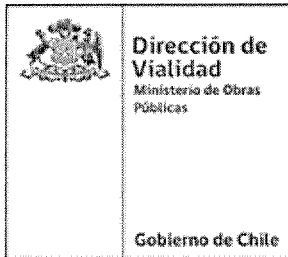 Dirección de
Vialidad
Ministerio de Obras
Públicas
Gobierno de Chile